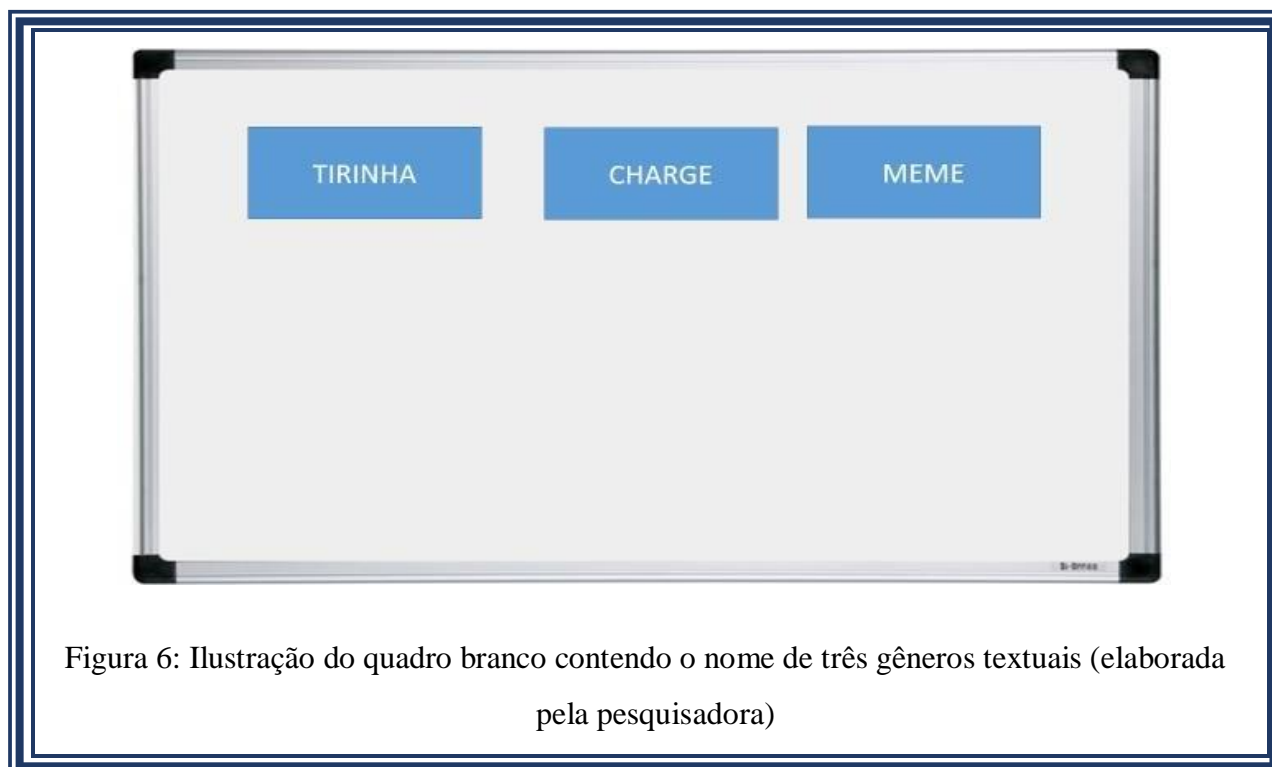 TIRINHA CHARGE MEME
Figura 6: Ilustração do quadro branco contendo o nome de três gêneros textuais (elaborada
pela pesquisadora)